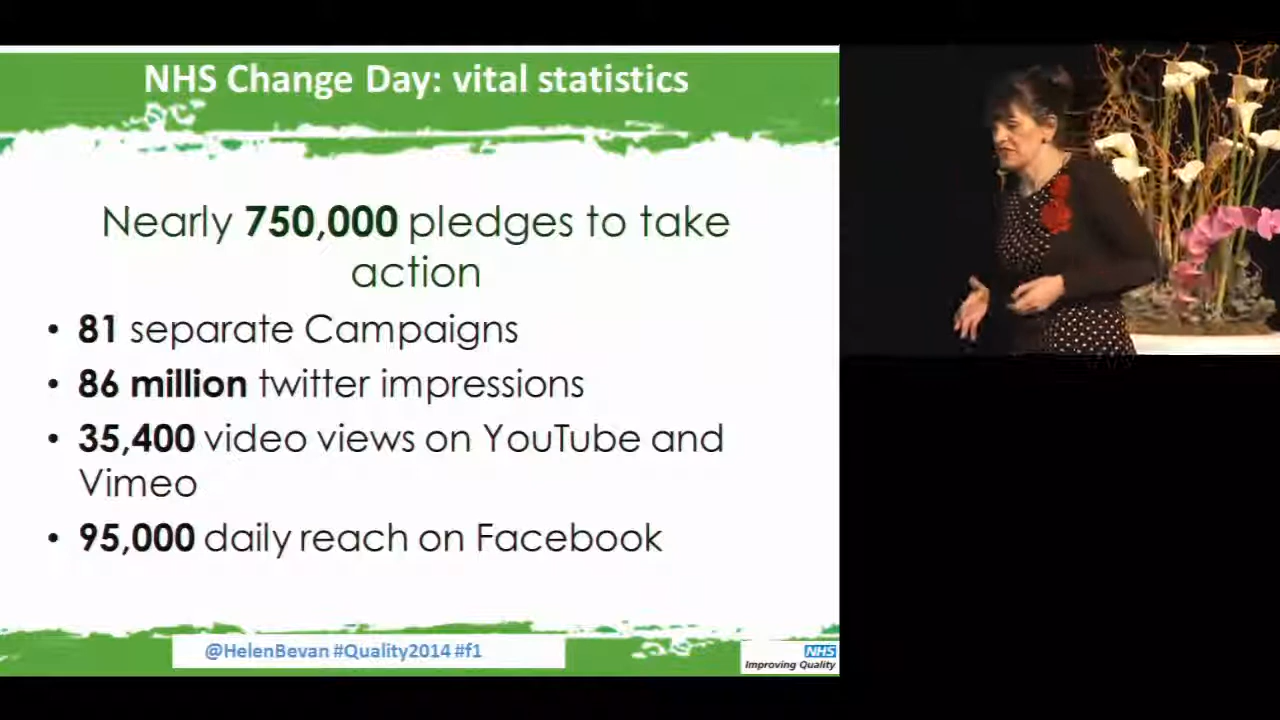 NHS Change Day: vital statistics
Nearly 750,000 pledges to take
action
• 81 separate Campaigns
• 86 million twitter impressions
• 35,400 video views on YouTube and
Vimeo
• 95,000 daily reach on Facebook
@HelenBevan #Quality2014 #f1
NHS
Improving Quality